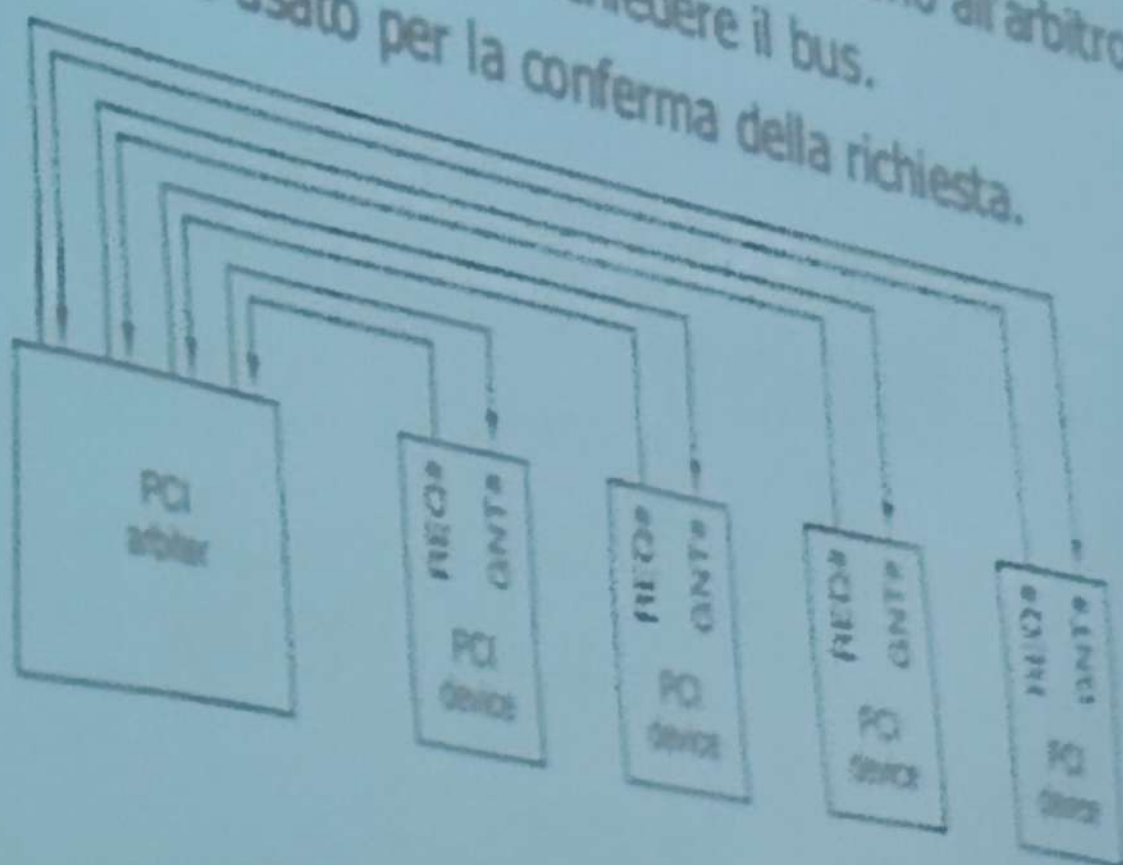 all'arbitro
il bus.
usato per la conferma della richiesta.
PCI
arbiter
REQ# GNT#
PCI
device
REQ# GNT#
PCI
device
REQ# GNT#
PCI
device
REQ# GNT#
PCI
device